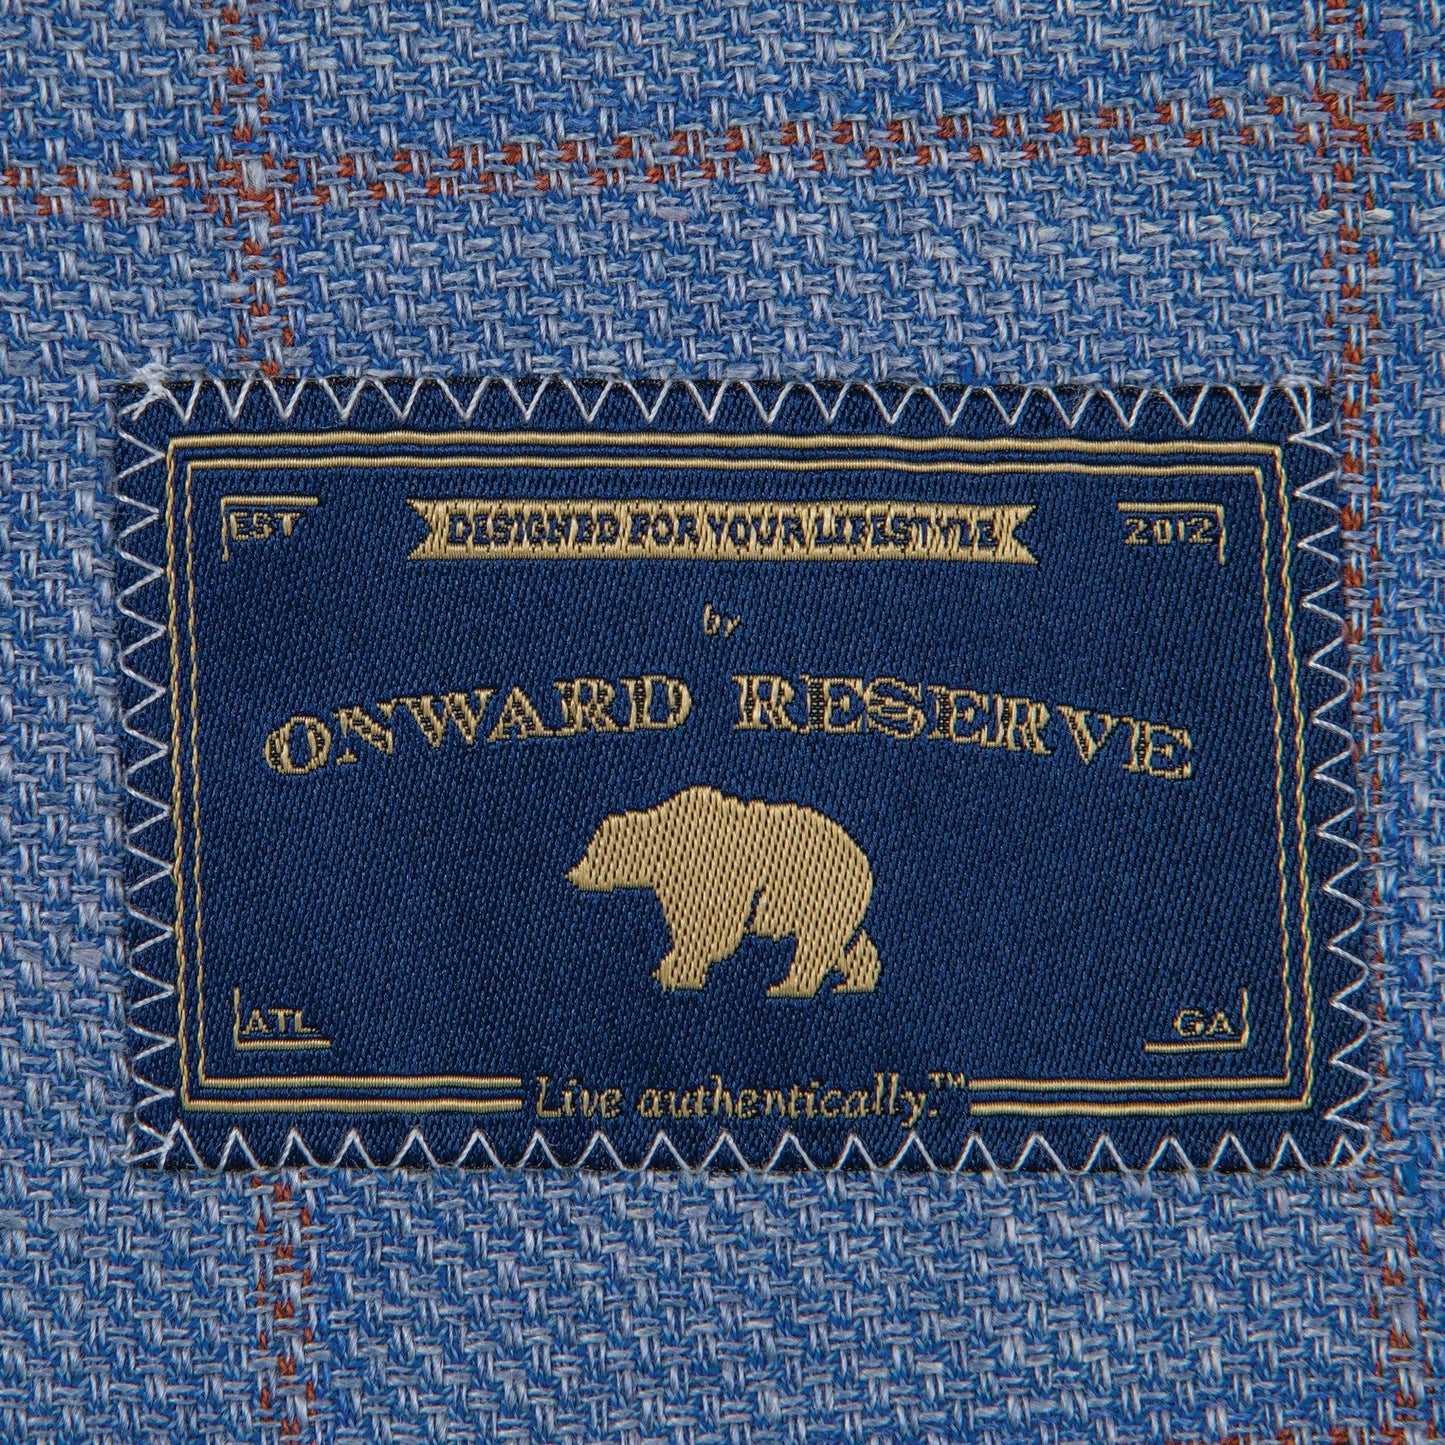 EST DESIGNED FOR YOUR LIFESTYLE 2012
by
ONWARD RESERVE
ATL GA
Live authentically.™